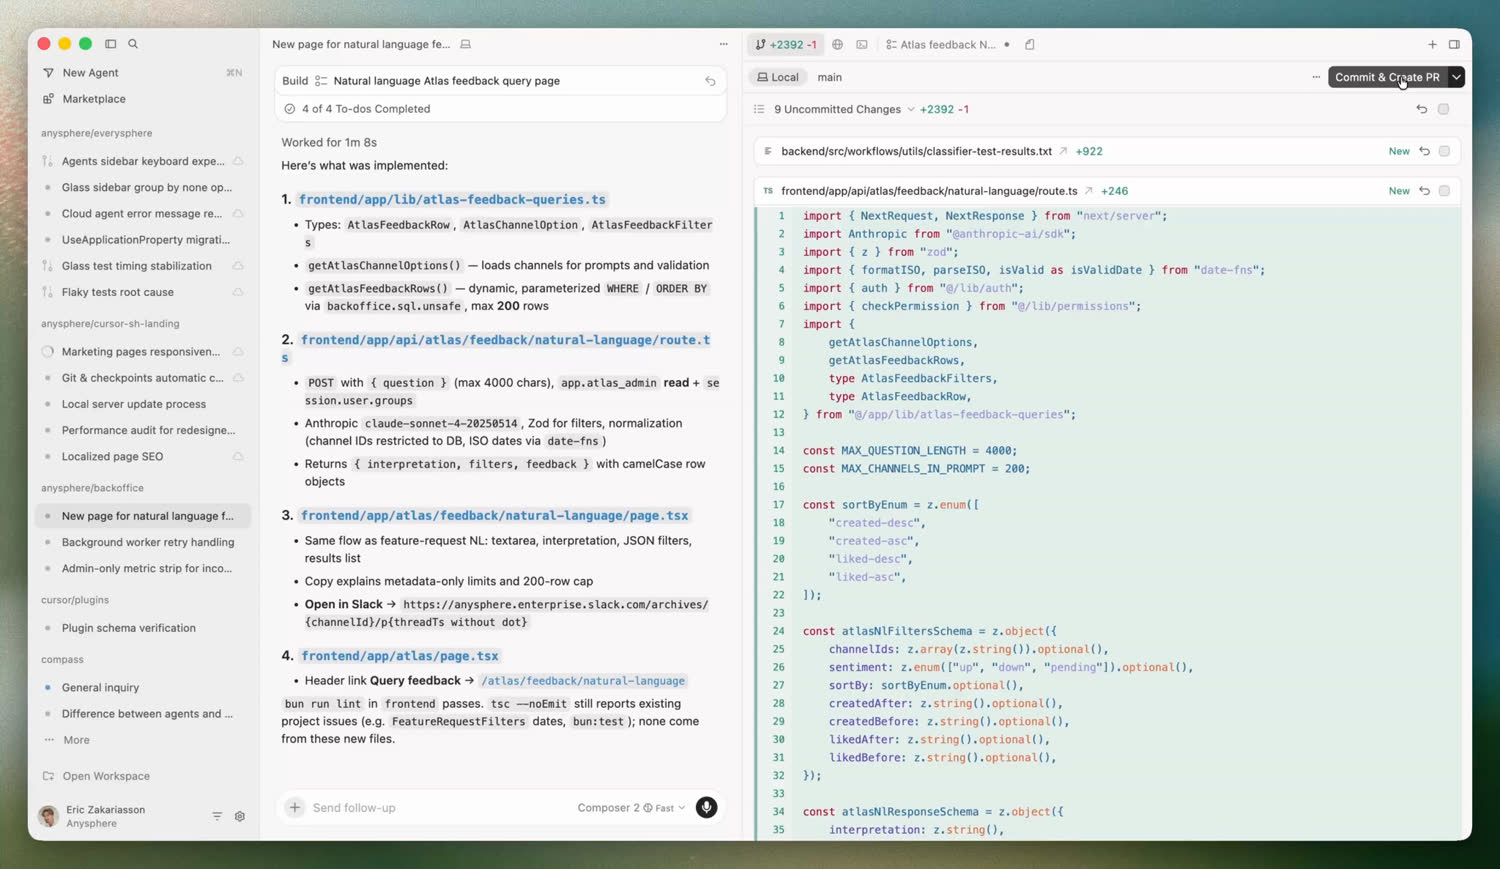 New Agent
⌘N
Marketplace
anysphere/everysphere
Agents sidebar keyboard expe...
Glass sidebar group by none op...
Cloud agent error message re...
UseApplicationProperty migrati...
Glass test timing stabilization
Flaky tests root cause
anysphere/cursor-sh-landing
Marketing pages responsiven...
Git & checkpoints automatic c...
Local server update process
Performance audit for redesigne...
Localized page SEO
anysphere/backoffice
New page for natural language f...
Background worker retry handling
Admin-only metric strip for inco...
cursor/plugins
Plugin schema verification
compass
General inquiry
Difference between agents and ...
More
Open Workspace
Eric Zakariasson
Anysphere
New page for natural language fe...
Build Natural language Atlas feedback query page
4 of 4 To-dos Completed
Worked for 1m 8s
Here's what was implemented:
1. frontend/app/lib/atlas-feedback-queries.ts
• Types: AtlasFeedbackRow, AtlasChannelOption, AtlasFeedbackFilter
s
• getAtlasChannelOptions() — loads channels for prompts and validation
• getAtlasFeedbackRows() — dynamic, parameterized WHERE / ORDER BY
via backoffice.sql.unsafe, max 200 rows
2. frontend/app/api/atlas/feedback/natural-language/route.t
s
• POST with { question } (max 4000 chars), app.atlas_admin read + se
ssion.user.groups
• Anthropic claude-sonnet-4-20250514, Zod for filters, normalization
(channel IDs restricted to DB, ISO dates via date-fns)
• Returns { interpretation, filters, feedback } with camelCase row
objects
3. frontend/app/atlas/feedback/natural-language/page.tsx
• Same flow as feature-request NL: textarea, interpretation, JSON filters,
results list
• Copy explains metadata-only limits and 200-row cap
• Open in Slack → https://anysphere.enterprise.slack.com/archives/
{channelId}/p{threadTs without dot}
4. frontend/app/atlas/page.tsx
• Header link Query feedback → /atlas/feedback/natural-language
bun run lint in frontend passes. tsc --noEmit still reports existing
project issues (e.g. FeatureRequestFilters dates, bun:test); none come
from these new files.
Send follow-up
Composer 2 Fast
+2392 -1
Atlas feedback N...
Local main
Commit & Create PR
9 Uncommitted Changes +2392 -1
backend/src/workflows/utils/classifier-test-results.txt +922 New
TS frontend/app/api/atlas/feedback/natural-language/route.ts +246 New
1 import { NextRequest, NextResponse } from "next/server";
2 import Anthropic from "@anthropic-ai/sdk";
3 import { z } from "zod";
4 import { formatISO, parseISO, isValid as isValidDate } from "date-fns";
5 import { auth } from "@/lib/auth";
6 import { checkPermission } from "@/lib/permissions";
7 import {
8 getAtlasChannelOptions,
9 getAtlasFeedbackRows,
10 type AtlasFeedbackFilters,
11 type AtlasFeedbackRow,
12 } from "@/app/lib/atlas-feedback-queries";
13
14 const MAX_QUESTION_LENGTH = 4000;
15 const MAX_CHANNELS_IN_PROMPT = 200;
16
17 const sortByEnum = z.enum([
18 "created-desc",
19 "created-asc",
20 "liked-desc",
21 "liked-asc",
22 ]);
23
24 const atlasNlFiltersSchema = z.object({
25 channelIds: z.array(z.string()).optional(),
26 sentiment: z.enum(["up", "down", "pending"]).optional(),
27 sortBy: sortByEnum.optional(),
28 createdAfter: z.string().optional(),
29 createdBefore: z.string().optional(),
30 likedAfter: z.string().optional(),
31 likedBefore: z.string().optional(),
32 });
33
34 const atlasNlResponseSchema = z.object({
35 interpretation: z.string(),